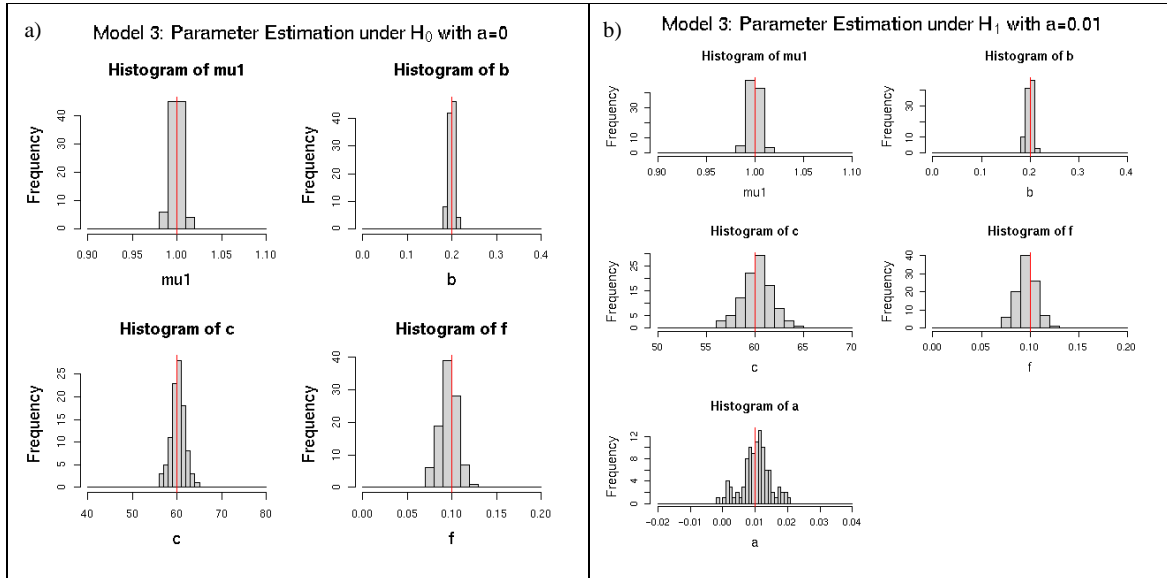 a)
Model 3: Parameter Estimation under H₀ with a=0
Histogram of mu1
Frequency
0 10 20 30 40
0.90 0.95 1.00 1.05 1.10
mu1
Histogram of b
Frequency
0 10 20 30 40
0.0 0.1 0.2 0.3 0.4
b
Histogram of c
Frequency
0 5 10 15 20 25
40 50 60 70 80
c
Histogram of f
Frequency
0 10 20 30 40
0.00 0.05 0.10 0.15 0.20
f
b)
Model 3: Parameter Estimation under H₁ with a=0.01
Histogram of mu1
Frequency
0 10 30
0.90 0.95 1.00 1.05 1.10
mu1
Histogram of b
Frequency
0 10 30
0.0 0.1 0.2 0.3 0.4
b
Histogram of c
Frequency
0 5 15 25
50 55 60 65 70
c
Histogram of f
Frequency
0 10 20 30 40
0.00 0.05 0.10 0.15 0.20
f
Histogram of a
Frequency
0 4 8 12
-0.02 -0.01 0.00 0.01 0.02 0.03 0.04
a